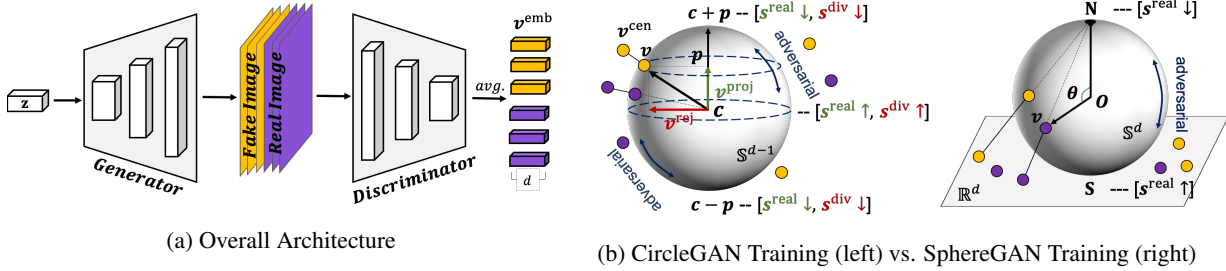 z
Generator
Fake Image
Real Image
Discriminator
avg.
v^emb
d
(a) Overall Architecture
c + p -- [s^real ↓, s^div ↓]
v^cen
v
p
adversarial
v^proj
v^rej
c
-- [s^real ↑, s^div ↑]
𝕊^{d−1}
adversarial
c − p -- [s^real ↓, s^div ↓]
N --- [s^real ↓]
adversarial
θ
O
v
𝕊^d
ℝ^d
S --- [s^real ↑]
(b) CircleGAN Training (left) vs. SphereGAN Training (right)